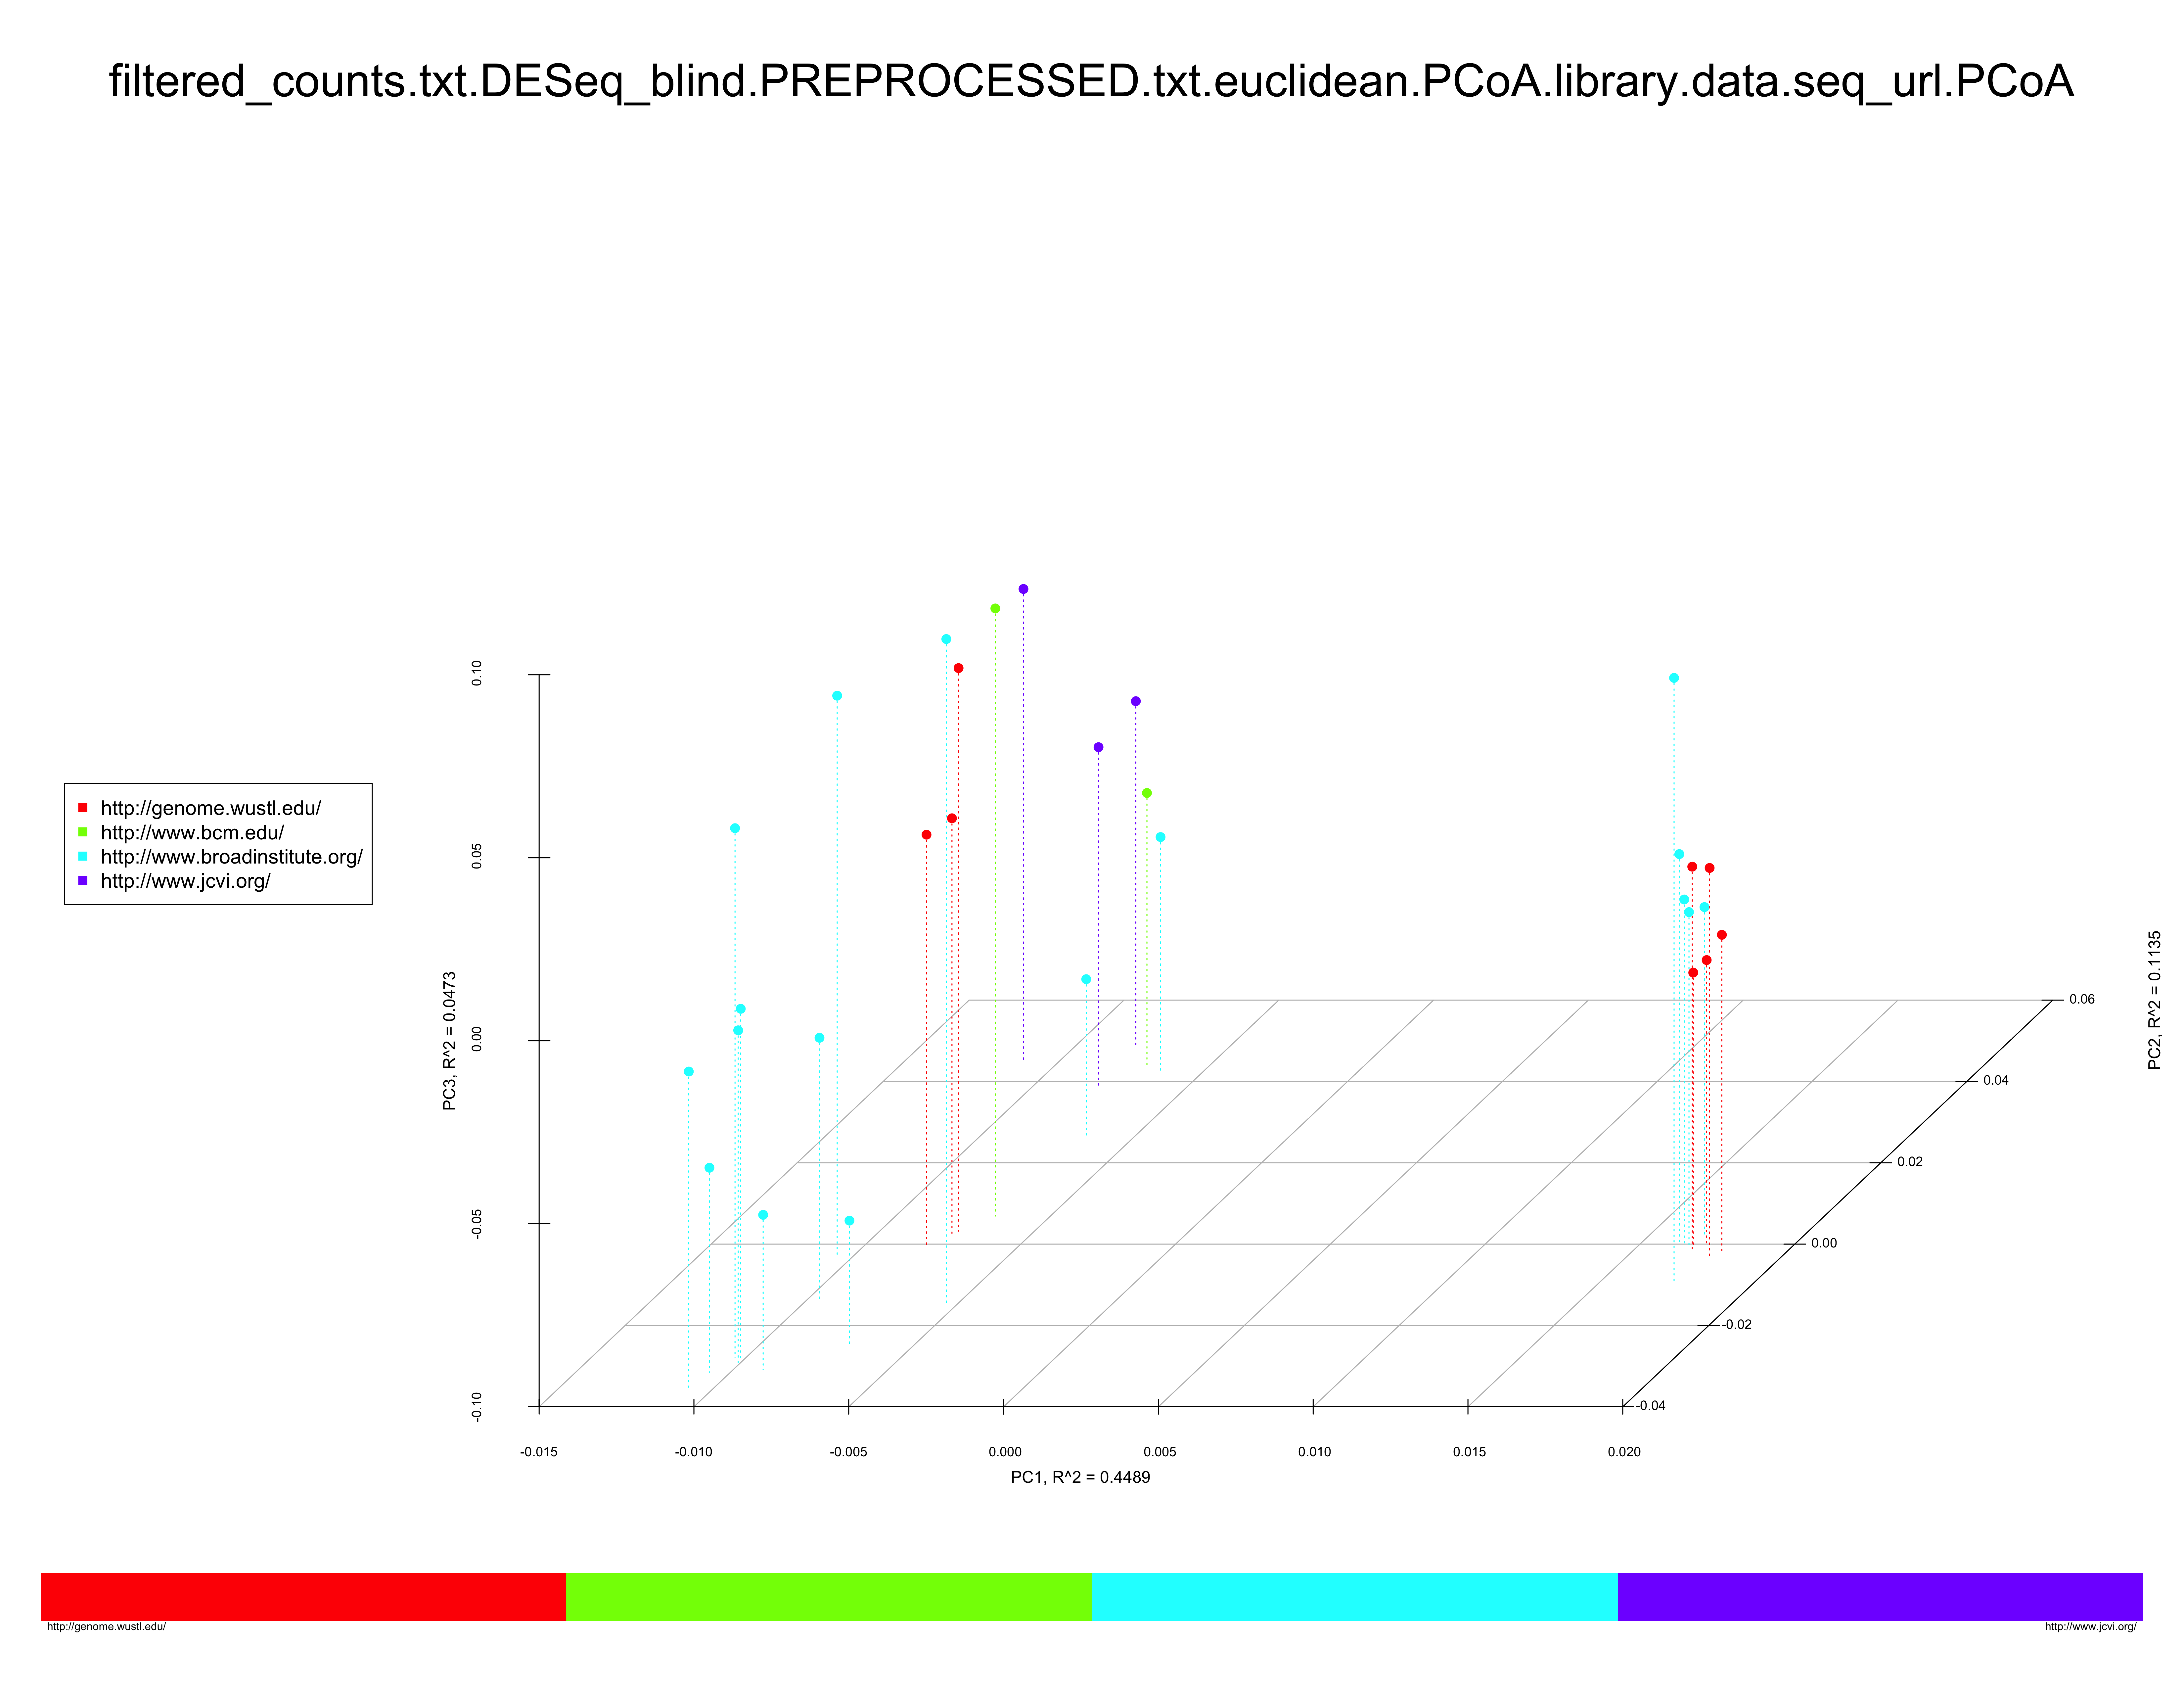 filtered_counts.txt.DESeq_blind.PREPROCESSED.txt.euclidean.PCoA.library.data.seq_url.PCoA
http://genome.wustl.edu/
http://www.bcm.edu/
http://www.broadinstitute.org/
http://www.jcvi.org/
PC3, R^2 = 0.0473
0.10
0.05
0.00
-0.05
-0.10
PC2, R^2 = 0.1135
0.06
0.04
0.02
0.00
-0.02
-0.04
-0.015
-0.010
-0.005
0.000
0.005
0.010
0.015
0.020
PC1, R^2 = 0.4489
http://genome.wustl.edu/
http://www.jcvi.org/